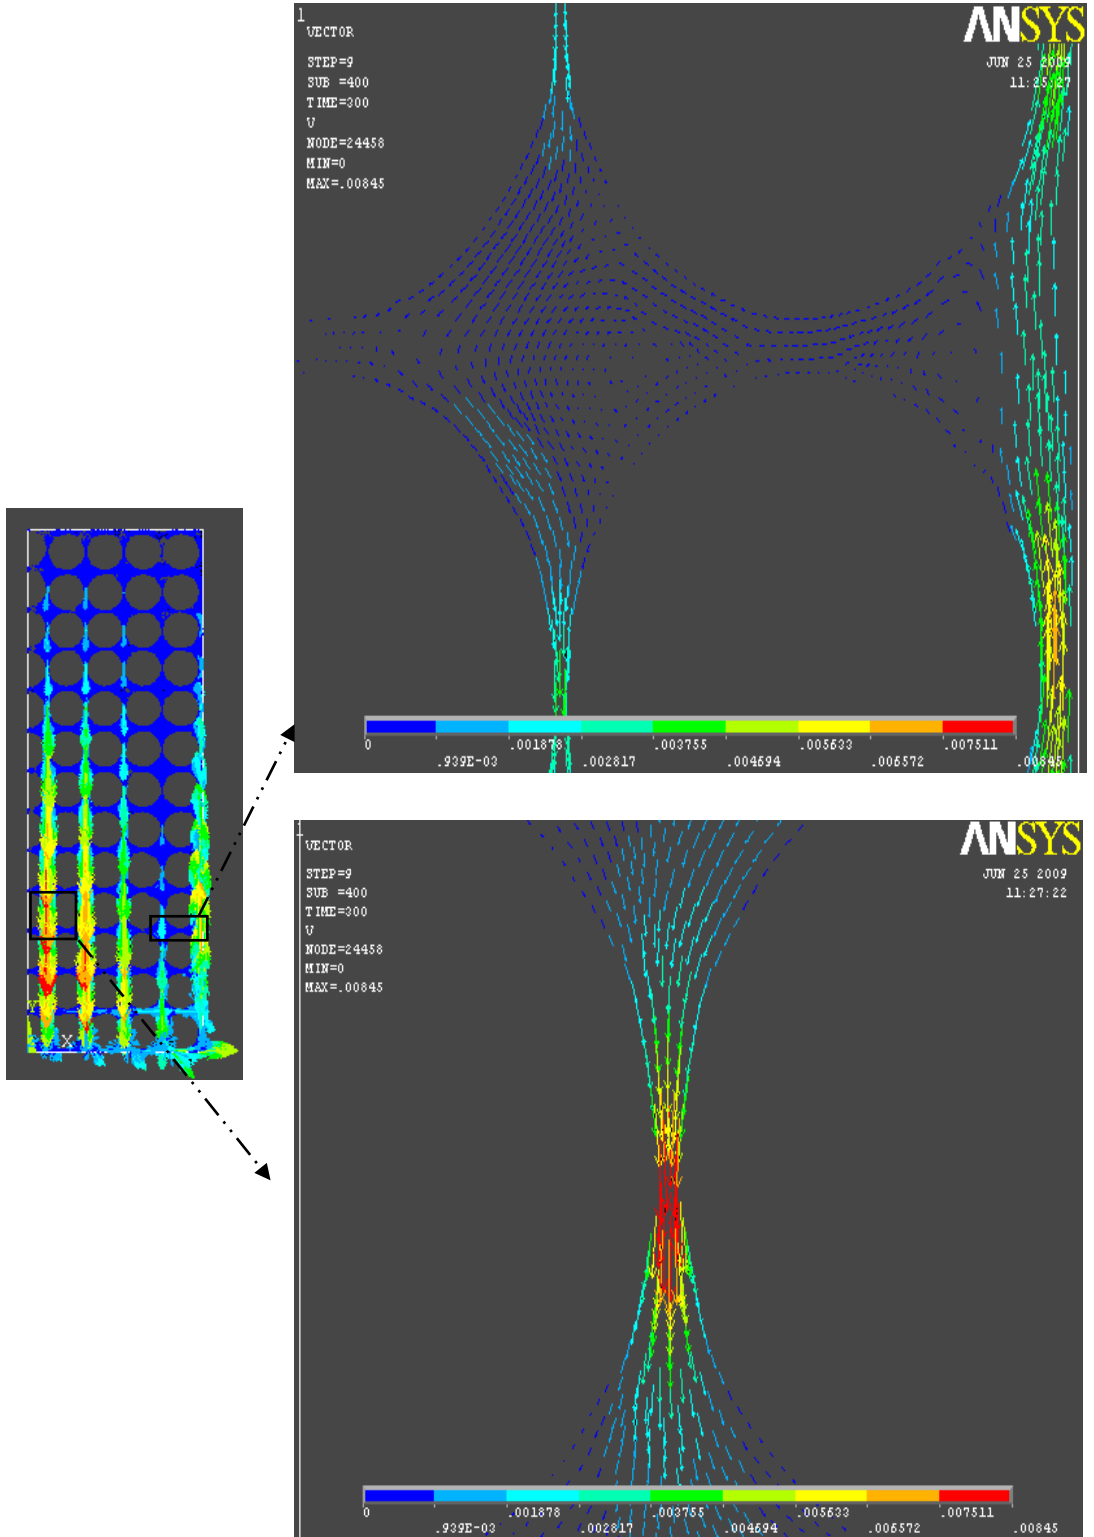 1
VECTOR
ANSYS
STEP=9
SUB =400
TIME=300
V
NODE=24458
MIN=0
MAX=.00845
JUN 25 2009
11:25:27
0
.939E-03
.001878
.002817
.003755
.004694
.005633
.006572
.007511
.00845
Y
X
1
VECTOR
ANSYS
STEP=9
SUB =400
TIME=300
V
NODE=24458
MIN=0
MAX=.00845
JUN 25 2009
11:27:22
0
.939E-03
.001878
.002817
.003755
.004694
.005633
.006572
.007511
.00845